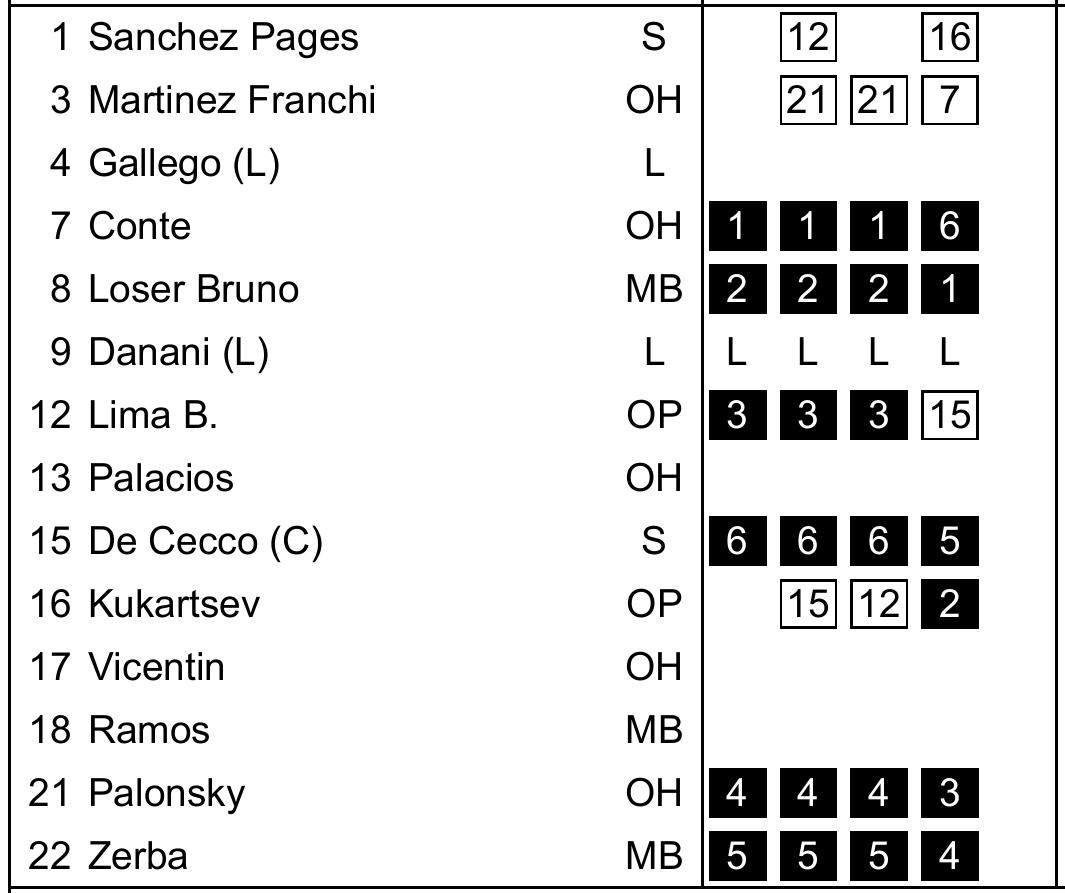 1 Sanchez Pages S 12 16
3 Martinez Franchi OH 21 21 7
4 Gallego (L) L
7 Conte OH 1 1 1 6
8 Loser Bruno MB 2 2 2 1
9 Danani (L) L L L L L
12 Lima B. OP 3 3 3 15
13 Palacios OH
15 De Cecco (C) S 6 6 6 5
16 Kukartsev OP 15 12 2
17 Vicentin OH
18 Ramos MB
21 Palonsky OH 4 4 4 3
22 Zerba MB 5 5 5 4